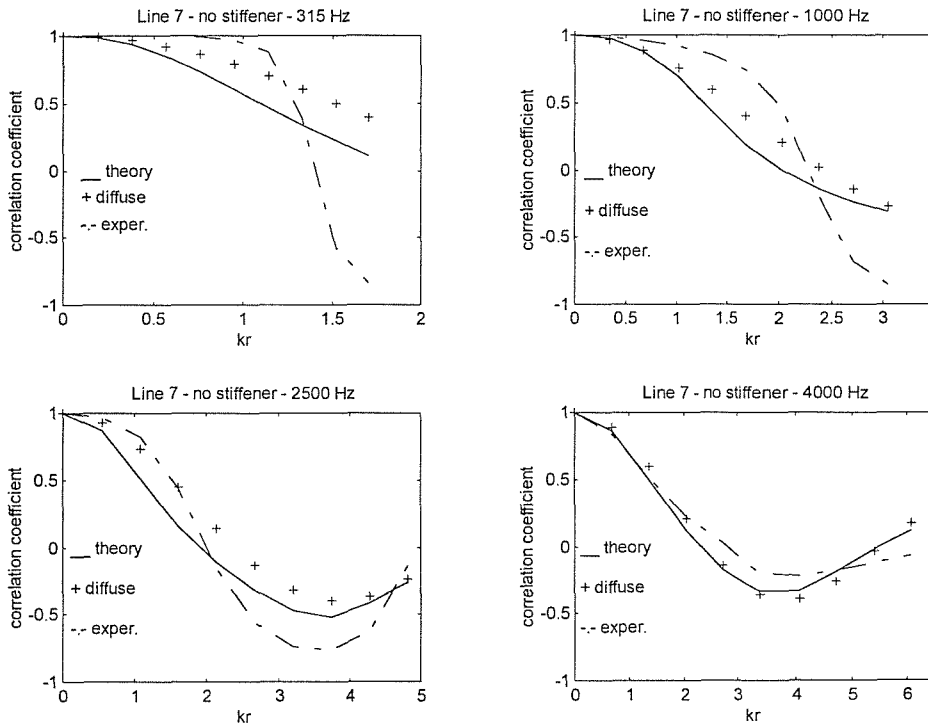 Line 7 - no stiffener - 315 Hz
correlation coefficient
1
0.5
0
-0.5
-1
theory
+ diffuse
exper.
0 0.5 1 1.5 2
kr
Line 7 - no stiffener - 1000 Hz
correlation coefficient
1
0.5
0
-0.5
-1
theory
+ diffuse
exper.
0 0.5 1 1.5 2 2.5 3
kr
Line 7 - no stiffener - 2500 Hz
correlation coefficient
1
0.5
0
-0.5
-1
theory
+ diffuse
exper.
0 1 2 3 4 5
kr
Line 7 - no stiffener - 4000 Hz
correlation coefficient
1
0.5
0
-0.5
-1
theory
+ diffuse
exper.
0 1 2 3 4 5 6
kr